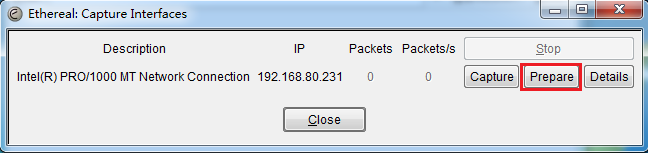 Ethereal: Capture Interfaces
Description IP Packets Packets/s Stop
Intel(R) PRO/1000 MT Network Connection 192.168.80.231 0 0 Capture Prepare Details
Close